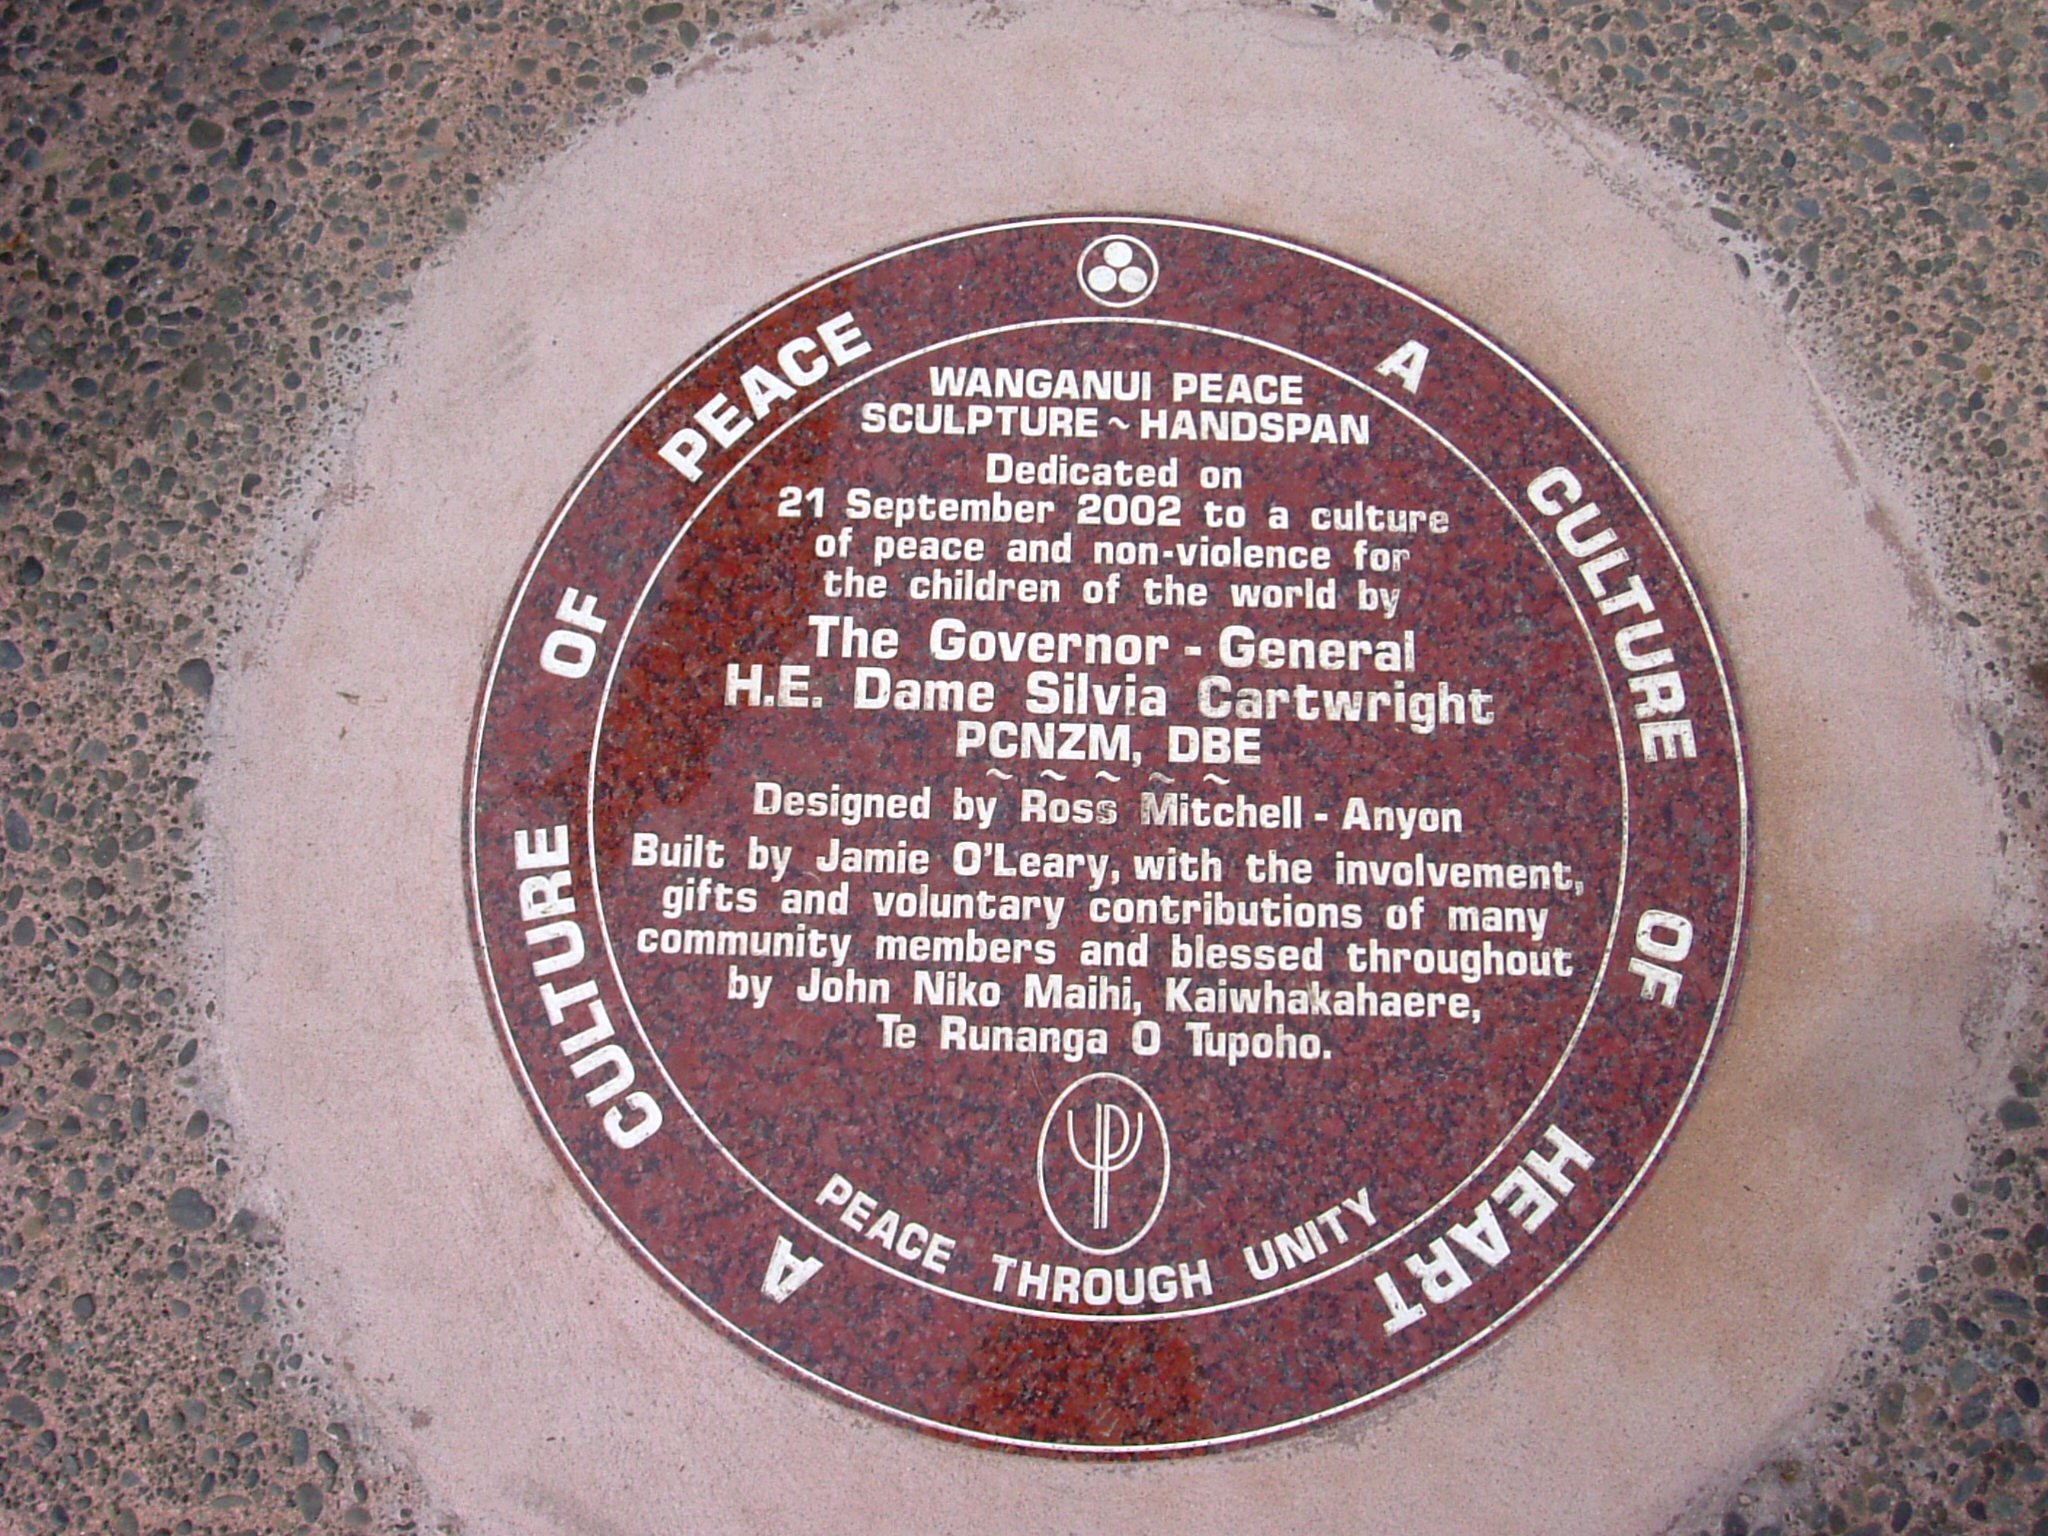 A CULTURE OF PEACE
A CULTURE OF HEART
WANGANUI PEACE
SCULPTURE ~ HANDSPAN
Dedicated on
21 September 2002 to a culture
of peace and non-violence for
the children of the world by
The Governor - General
H.E. Dame Silvia Cartwright
PCNZM, DBE
~ ~ ~ ~ ~
Designed by Ross Mitchell - Anyon
Built by Jamie O'Leary, with the involvement,
gifts and voluntary contributions of many
community members and blessed throughout
by John Niko Maihi, Kaiwhakahaere,
Te Runanga O Tupoho.
PEACE THROUGH UNITY